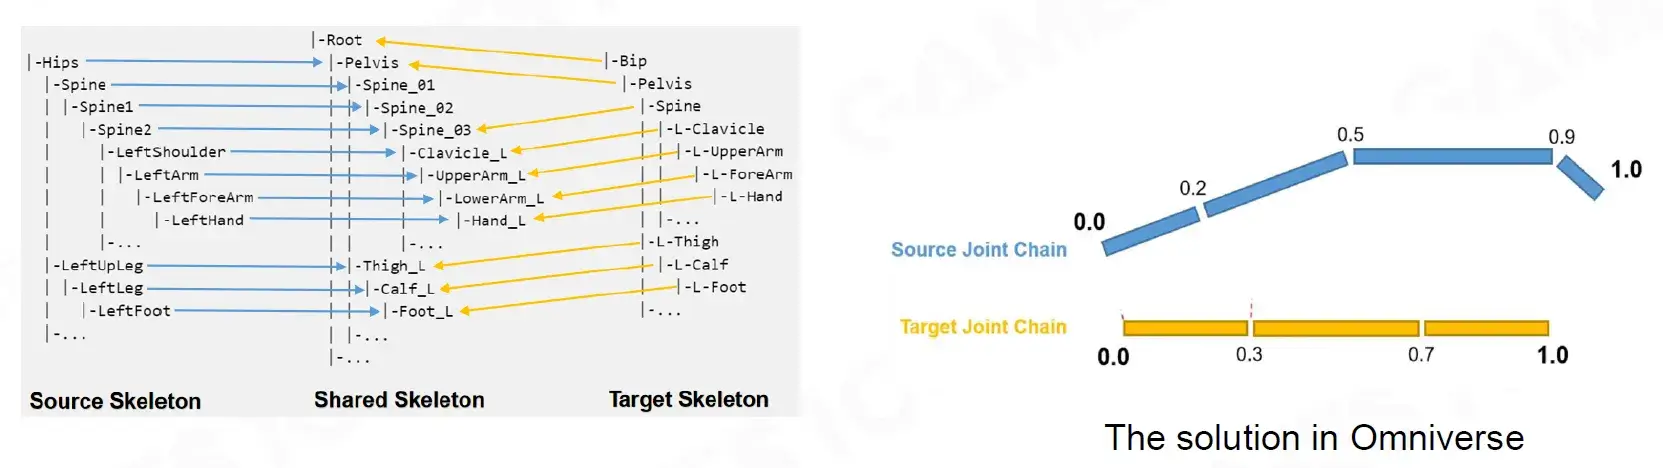 |-Root
|-Hips
|-Pelvis
|-Bip
|-Spine
|-Spine_01
|-Pelvis
|-Spine1
|-Spine_02
|-Spine
|-Spine2
|-Spine_03
|-L-Clavicle
|-LeftShoulder
|-Clavicle_L
|-L-UpperArm
|-LeftArm
|-UpperArm_L
|-L-ForeArm
|-LeftForeArm
|-LowerArm_L
|-L-Hand
|-LeftHand
|-Hand_L
|-...
|-...
|-...
|-L-Thigh
|-LeftUpLeg
|-Thigh_L
|-L-Calf
|-LeftLeg
|-Calf_L
|-L-Foot
|-LeftFoot
|-Foot_L
|-...
|-...
|-...
|-...
Source Skeleton
Shared Skeleton
Target Skeleton
0.0
0.2
0.5
0.9
1.0
Source Joint Chain
Target Joint Chain
0.0
0.3
0.7
1.0
The solution in Omniverse